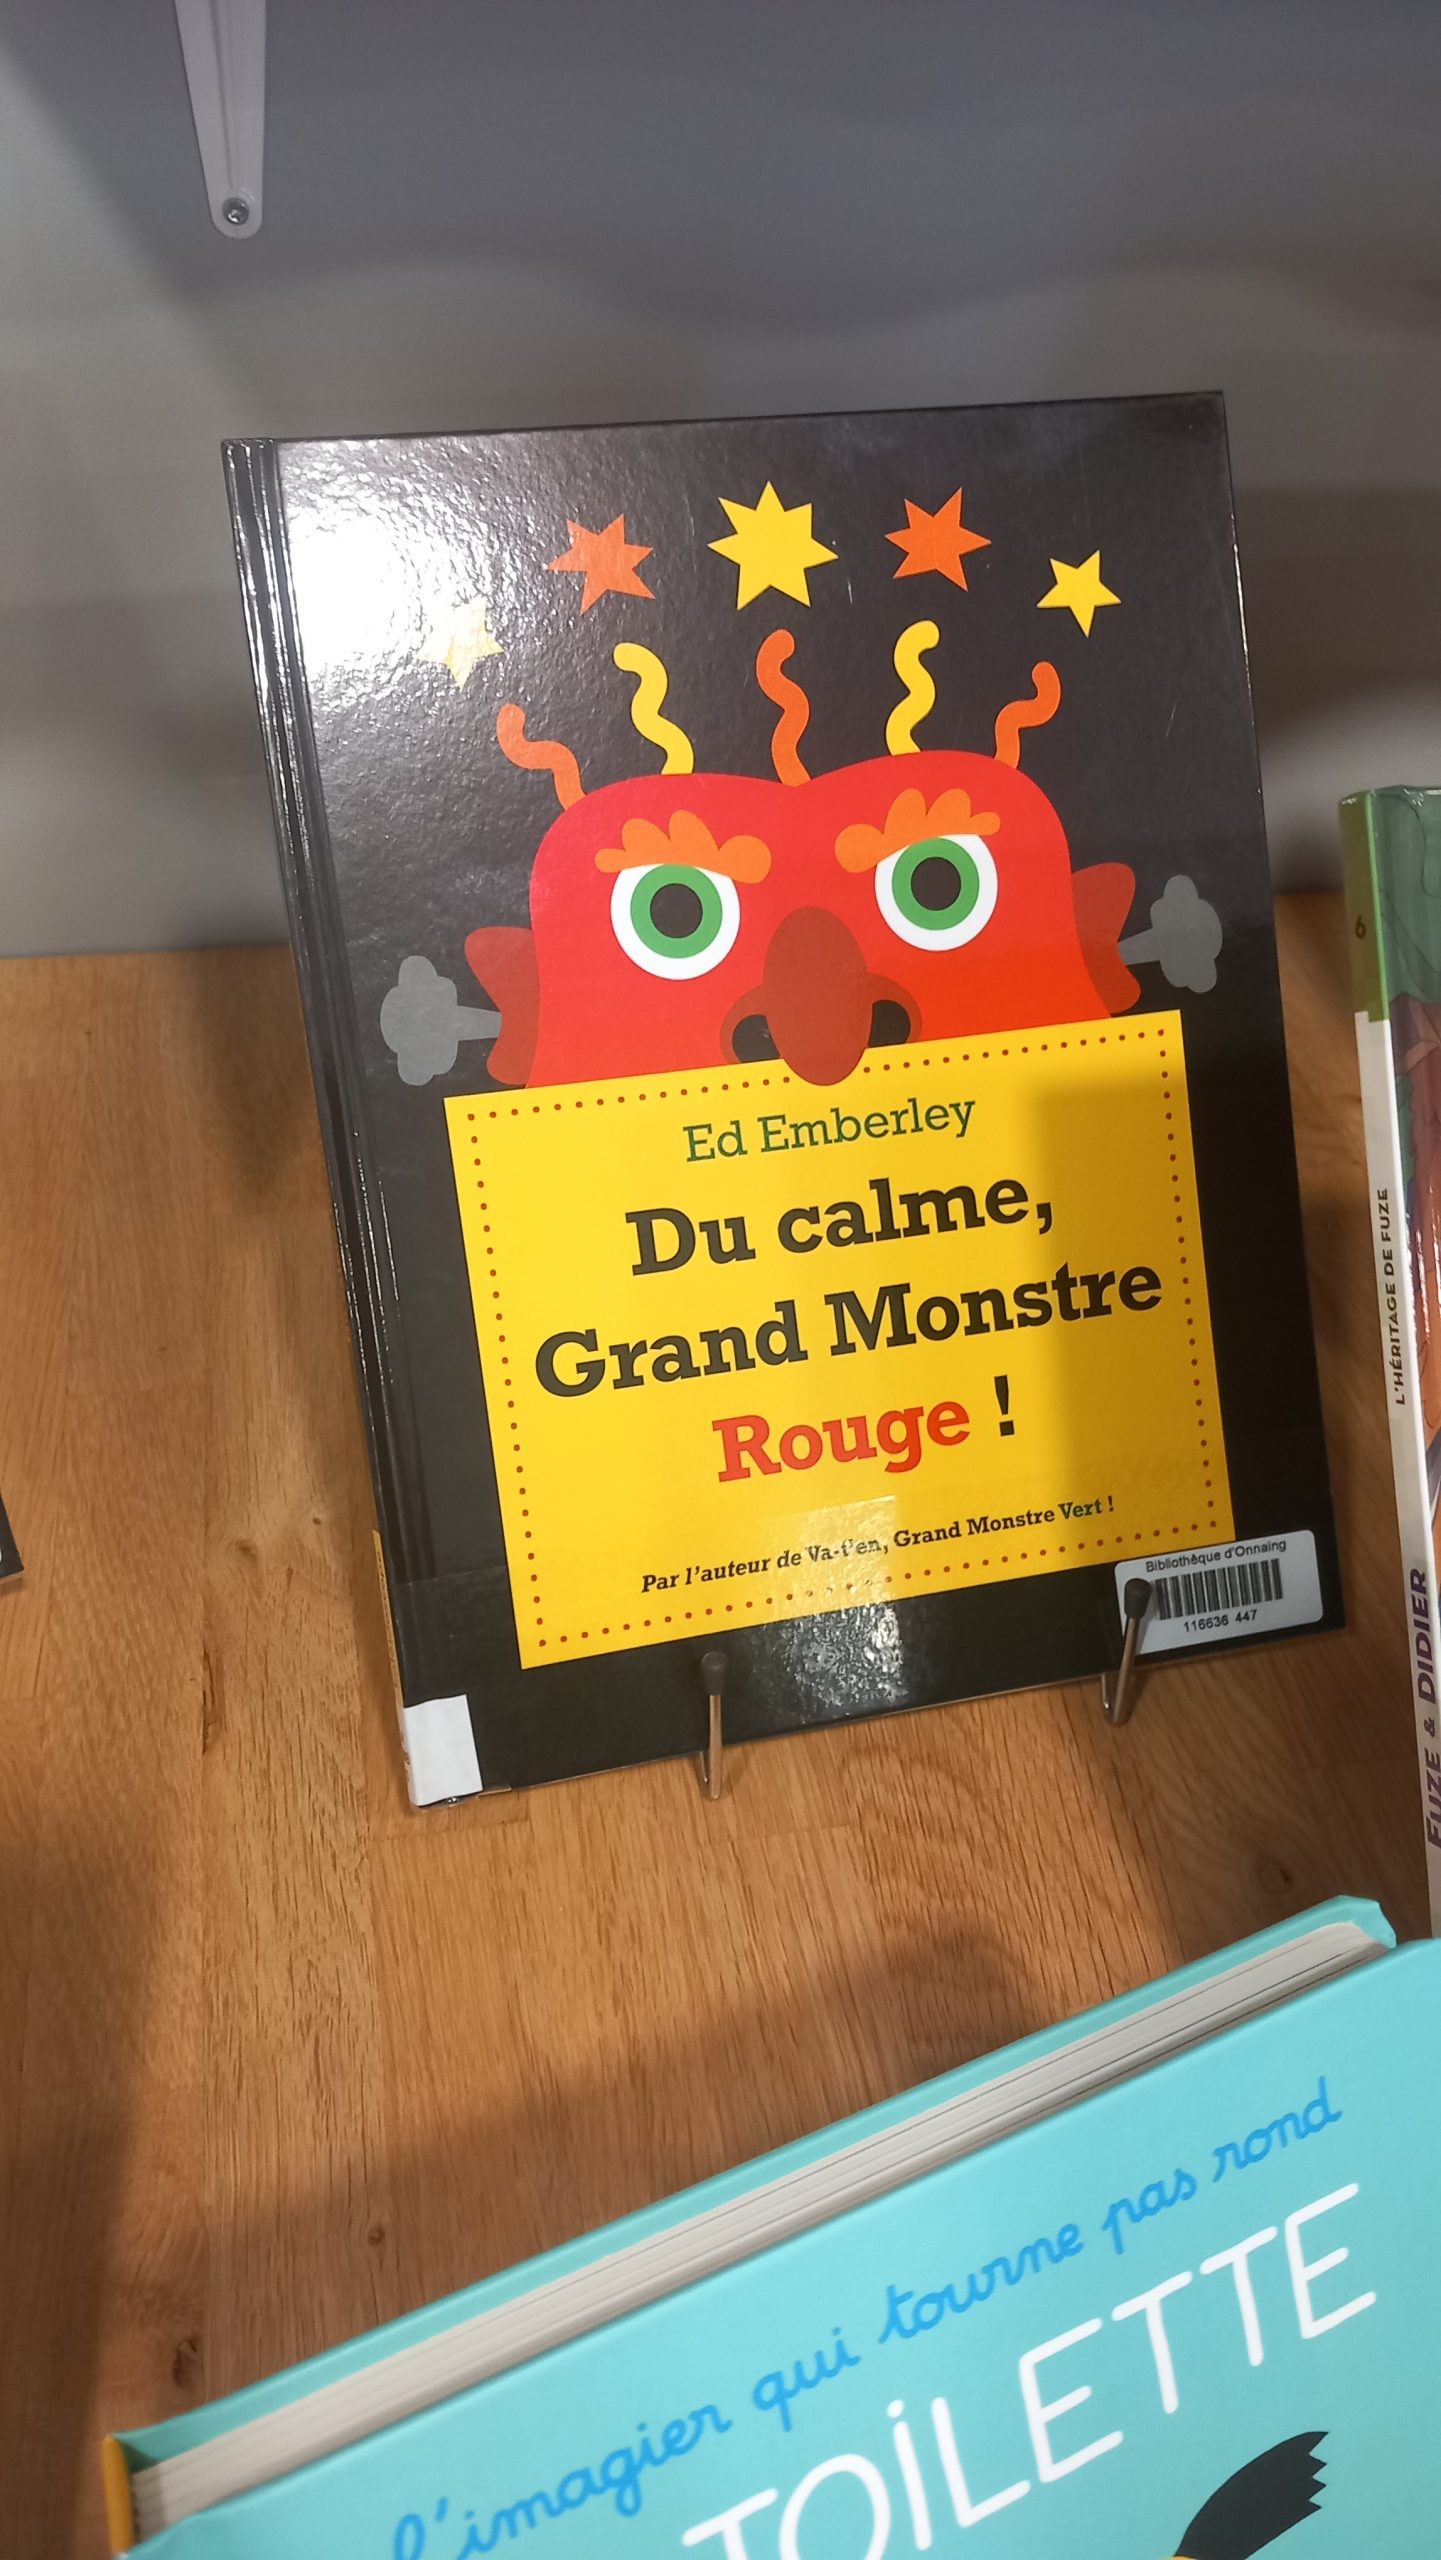 Ed Emberley
Du calme,
Grand Monstre
Rouge !
Par l'auteur de Va-t'en, Grand Monstre Vert !
Bibliothèque d'Onnaing
116636 447
6
L'HÉRITAGE DE FUZE
FUZE & DIDIER
l'imagier qui tourne pas rond
TOiLETTE